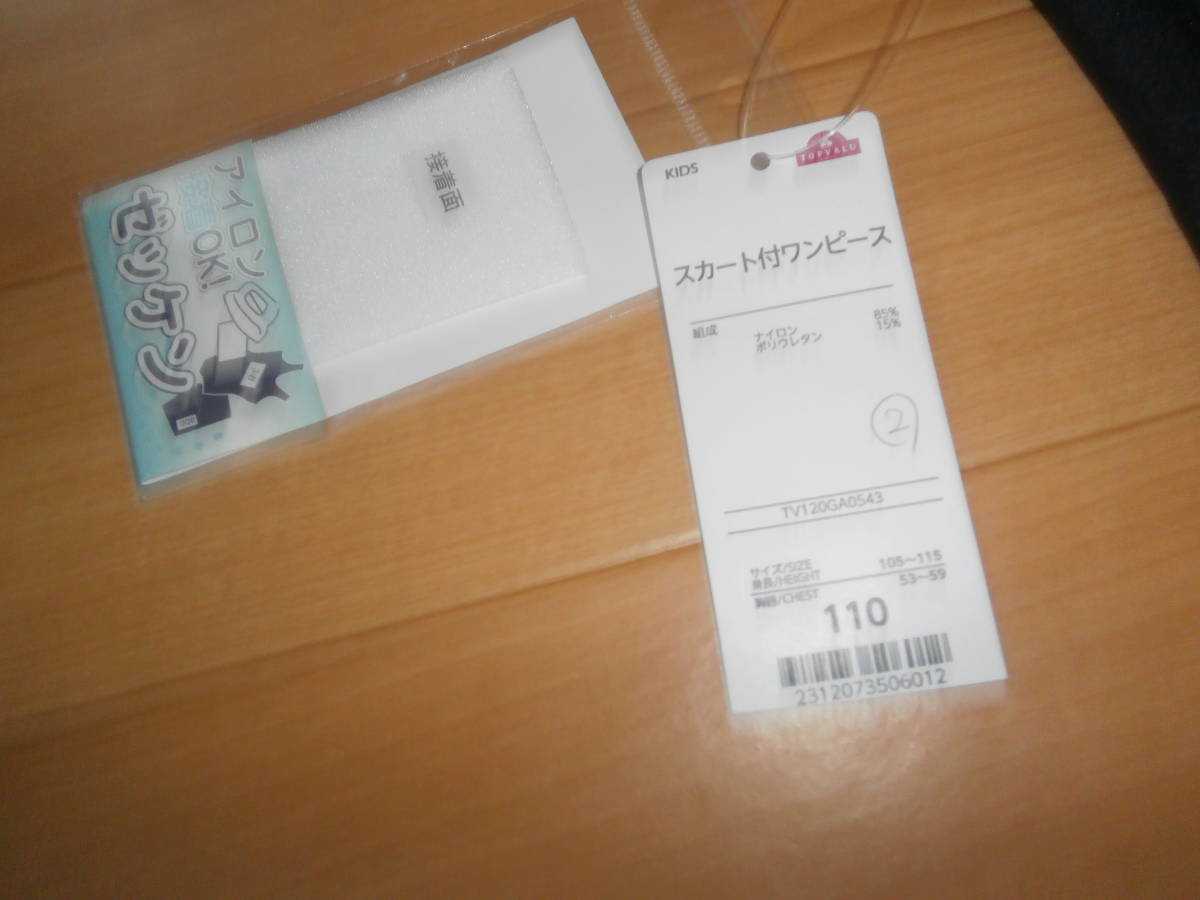 アイロン
接着OK!
ゼッケン
接着面
KIDS
TOPVALU
スカート付ワンピース
組成 ナイロン 85%
ポリウレタン 15%
2
TV120GA0543
サイズ/SIZE
身長/HEIGHT 105～115
胸囲/CHEST 53～59
110
2312073506012